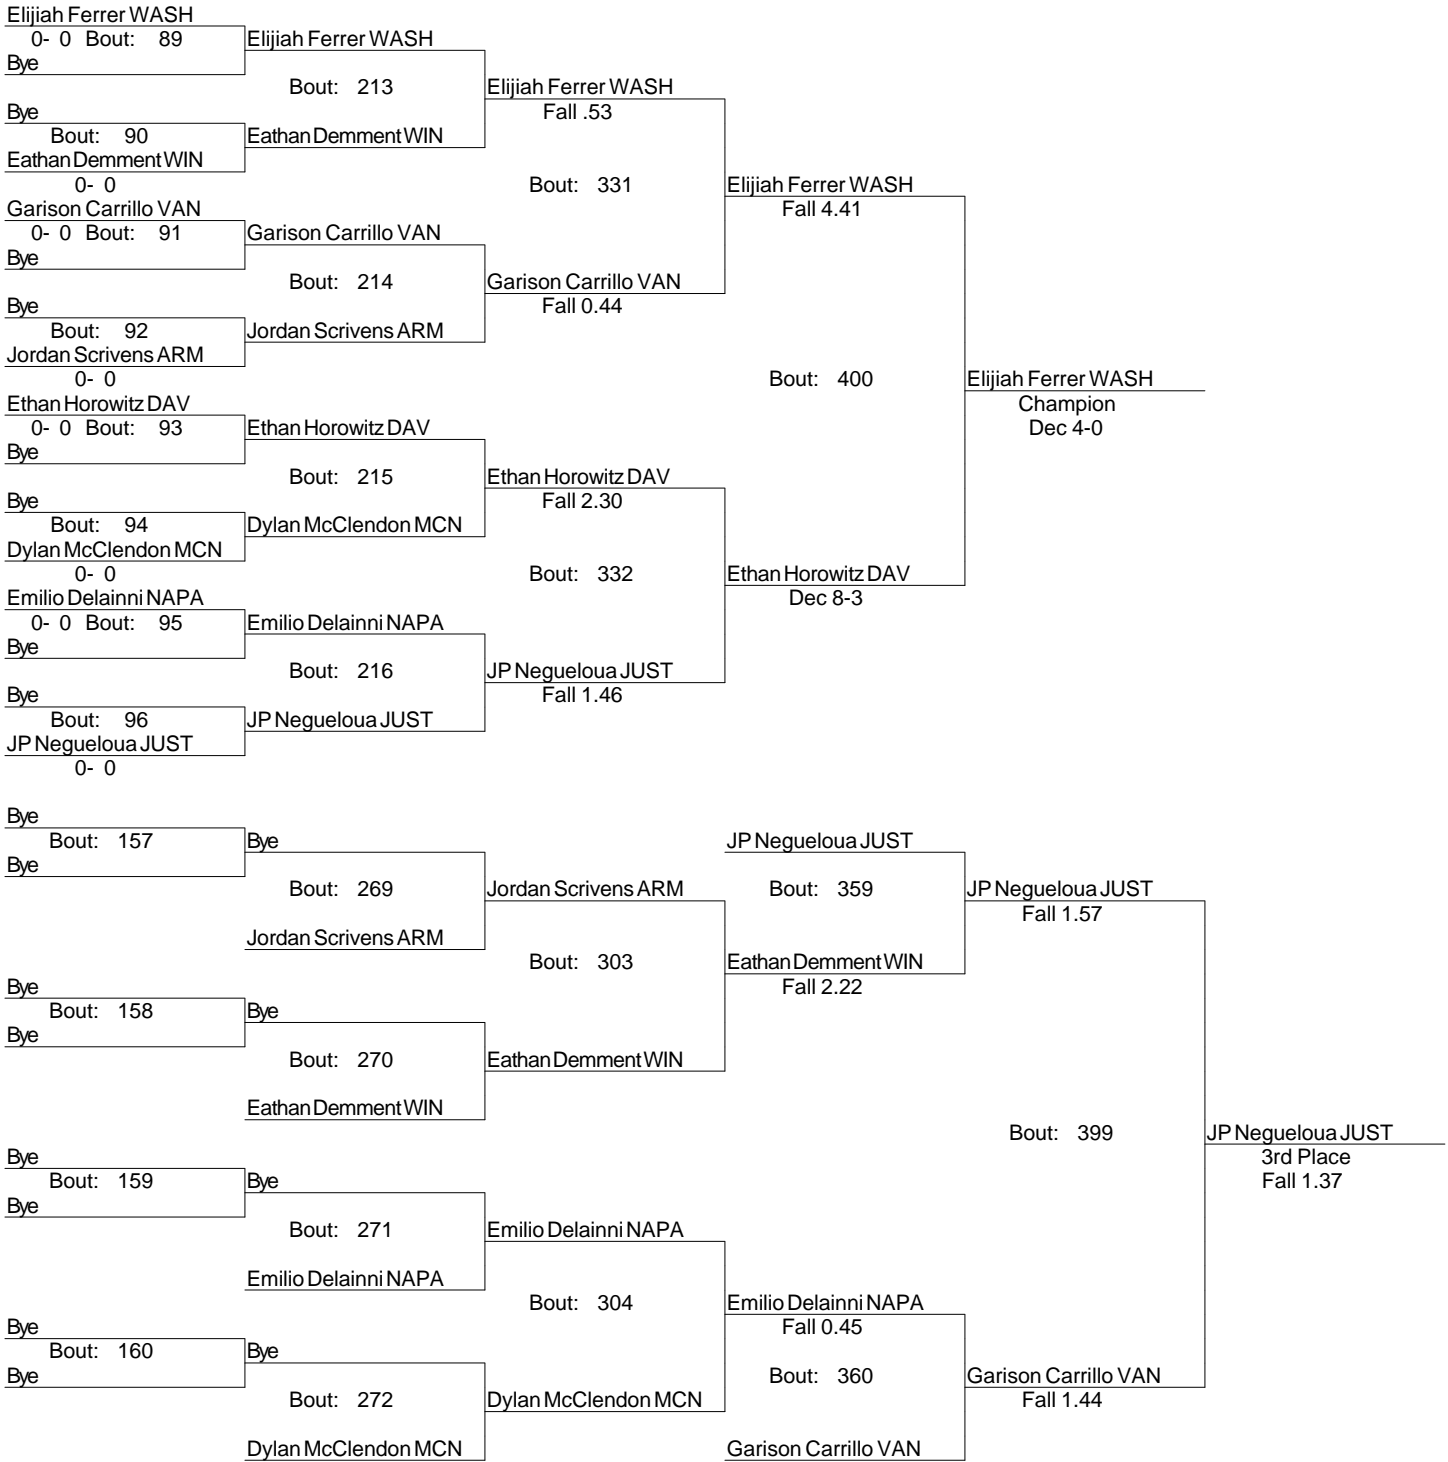 Elijiah Ferrer WASH
0- 0 Bout: 89
Elijiah Ferrer WASH
Bye
Bout: 213
Elijiah Ferrer WASH
Fall .53
Bye
Bout: 90
Eathan Demment WIN
Eathan Demment WIN
0- 0
Bout: 331
Elijiah Ferrer WASH
Fall 4.41
Garison Carrillo VAN
0- 0 Bout: 91
Garison Carrillo VAN
Bye
Bout: 214
Garison Carrillo VAN
Fall 0.44
Bye
Bout: 92
Jordan Scrivens ARM
Jordan Scrivens ARM
0- 0
Bout: 400
Elijiah Ferrer WASH
Champion
Dec 4-0
Ethan Horowitz DAV
0- 0 Bout: 93
Ethan Horowitz DAV
Bye
Bout: 215
Ethan Horowitz DAV
Fall 2.30
Bye
Bout: 94
Dylan McClendon MCN
Dylan McClendon MCN
0- 0
Bout: 332
Ethan Horowitz DAV
Dec 8-3
Emilio Delainni NAPA
0- 0 Bout: 95
Emilio Delainni NAPA
Bye
Bout: 216
JP Negueloua JUST
Fall 1.46
Bye
Bout: 96
JP Negueloua JUST
JP Negueloua JUST
0- 0
Bye
Bout: 157
Bye
JP Negueloua JUST
Bye
Bout: 269
Jordan Scrivens ARM
Bout: 359
JP Negueloua JUST
Fall 1.57
Jordan Scrivens ARM
Bout: 303
Eathan Demment WIN
Fall 2.22
Bye
Bout: 158
Bye
Bye
Bout: 270
Eathan Demment WIN
Eathan Demment WIN
Bout: 399
JP Negueloua JUST
3rd Place
Fall 1.37
Bye
Bout: 159
Bye
Bye
Bout: 271
Emilio Delainni NAPA
Emilio Delainni NAPA
Bout: 304
Emilio Delainni NAPA
Fall 0.45
Bye
Bout: 160
Bye
Bye
Bout: 360
Garison Carrillo VAN
Fall 1.44
Bout: 272
Dylan McClendon MCN
Dylan McClendon MCN
Garison Carrillo VAN